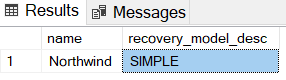 Results Messages
name recovery_model_desc
1 Northwind SIMPLE